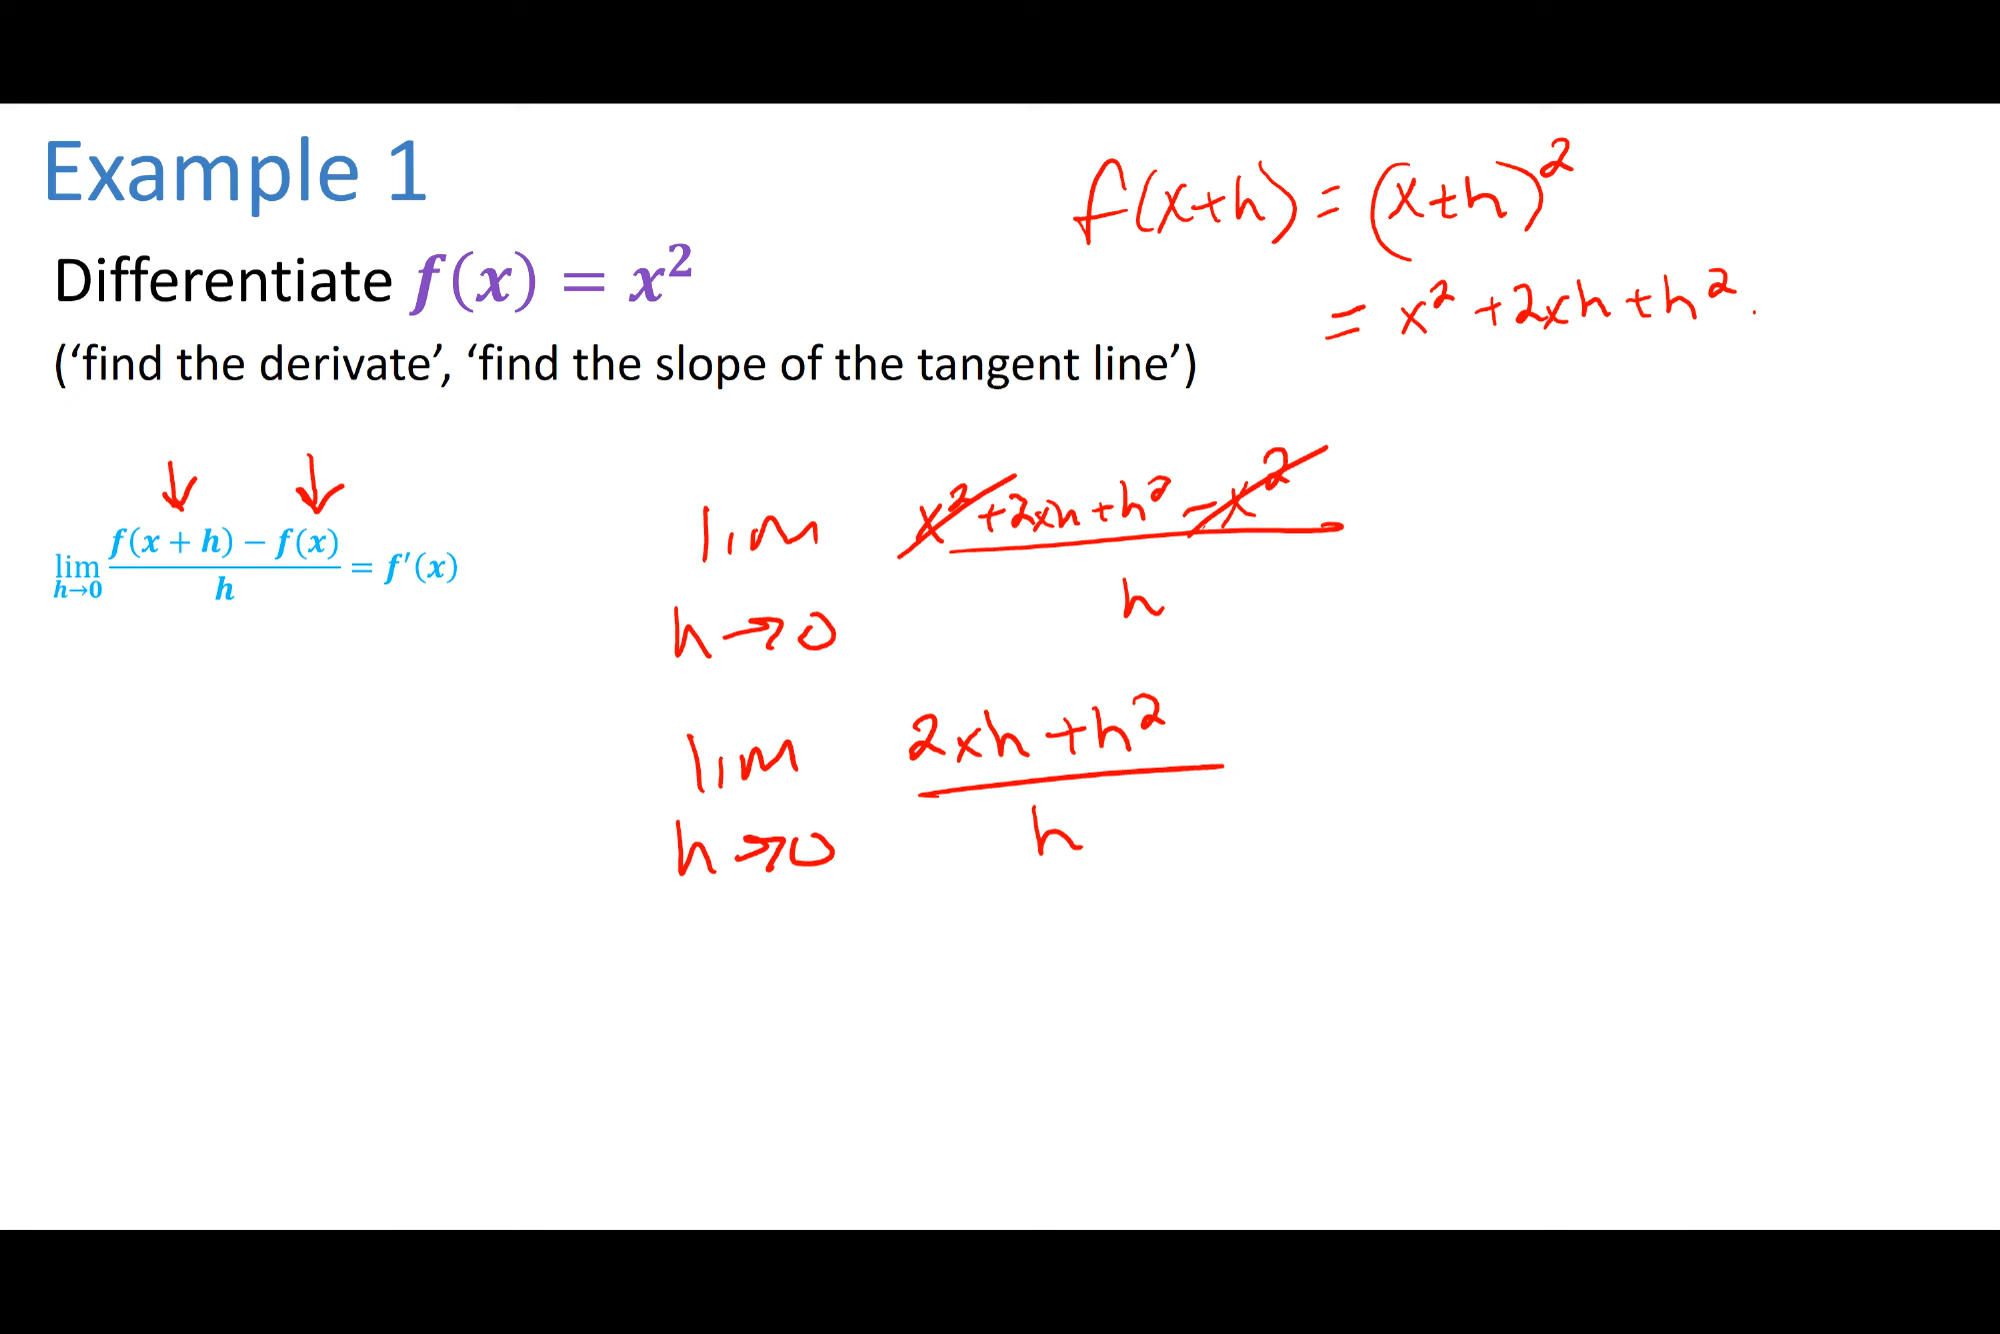 Example 1
Differentiate f(x) = x²
('find the derivate', 'find the slope of the tangent line')
f(x+h) = (x+h)²
= x² + 2xh + h².
lim h→0 f(x + h) − f(x) / h = f′(x)
lim h→0 x² + 2xh + h² − x² / h
lim h→0 2xh + h² / h